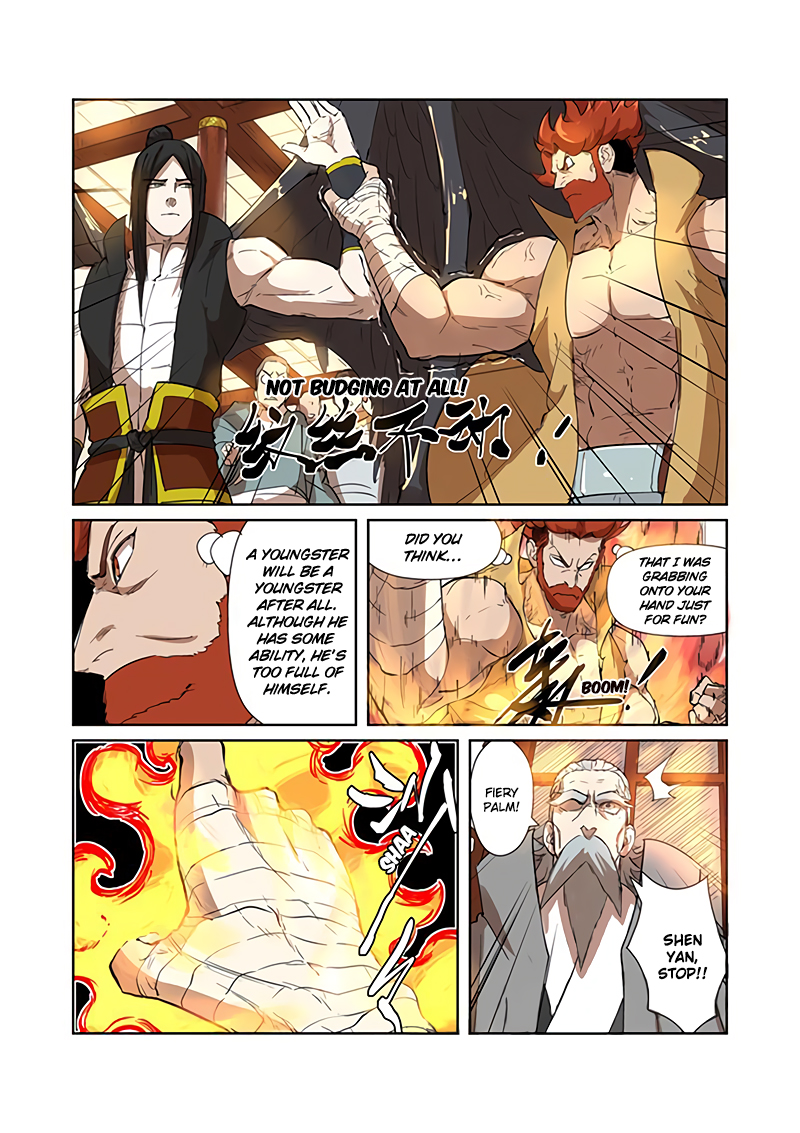 NOT BUDGING AT ALL!
纹丝不动!
A YOUNGSTER
WILL BE A
YOUNGSTER
AFTER ALL.
ALTHOUGH HE
HAS SOME
ABILITY, HE'S
TOO FULL OF
HIMSELF.
DID YOU
THINK...
THAT I WAS
GRABBING
ONTO YOUR
HAND JUST
FOR FUN?
BOOM!
SHAA
FIERY
PALM!
SHEN
YAN,
STOP!!